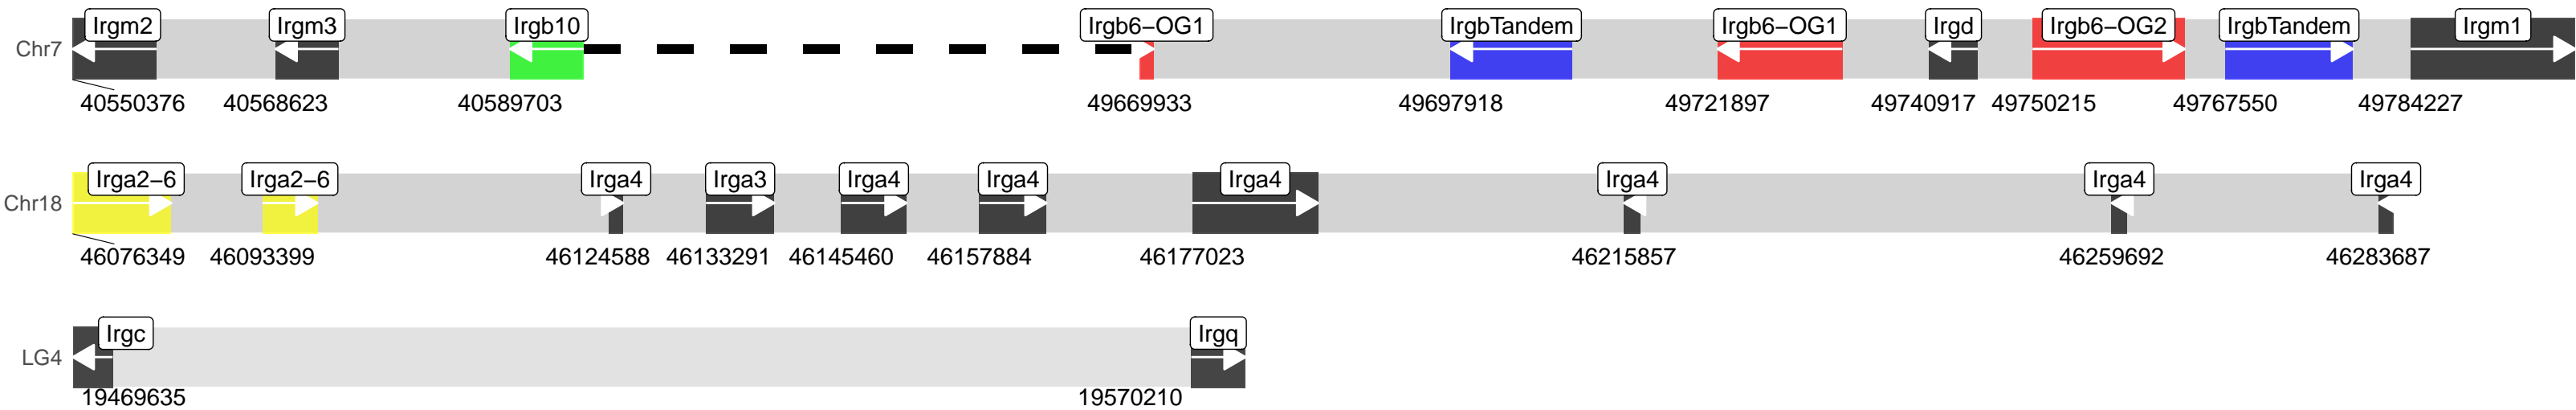 Irgm2 Irgm3 Irgb10 Irgb6−OG1 IrgbTandem Irgb6−OG1 Irgd Irgb6−OG2 IrgbTandem Irgm1
Chr7
40550376 40568623 40589703 49669933 49697918 49721897 49740917 49750215 49767550 49784227
Irga2−6 Irga2−6 Irga4 Irga3 Irga4 Irga4 Irga4 Irga4 Irga4 Irga4
Chr18
46076349 46093399 46124588 46133291 46145460 46157884 46177023 46215857 46259692 46283687
Irgc Irgq
LG4
19469635 19570210